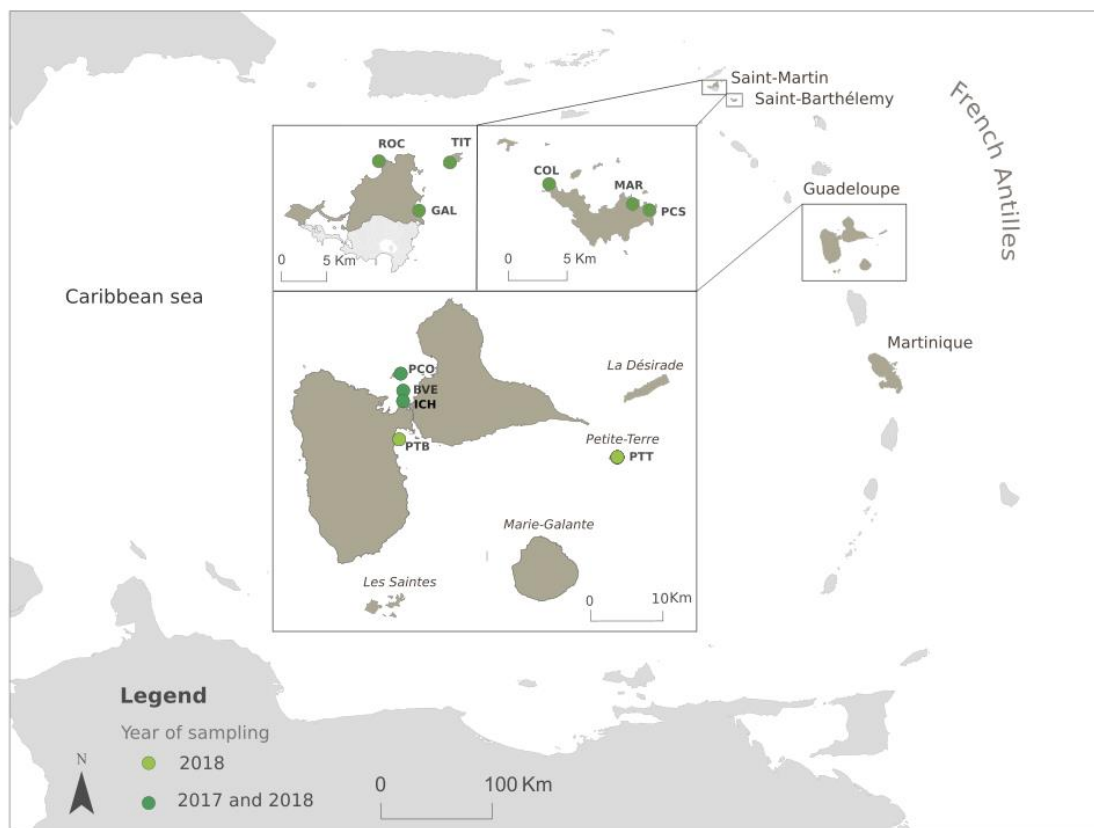 Saint-Martin
Saint-Barthélemy
French Antilles
ROC
TIT
GAL
0
5 Km
COL
MAR
PCS
0
5 Km
Guadeloupe
Caribbean sea
Martinique
PCO
BVE
ICH
PTB
La Désirade
Petite-Terre
PTT
Marie-Galante
Les Saintes
0
10Km
Legend
Year of sampling
N
2018
2017 and 2018
0
100 Km